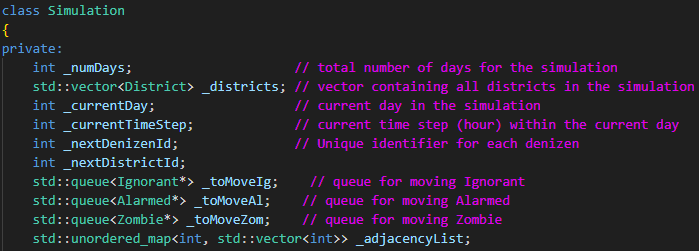 class Simulation
{
private:
    int _numDays;                    // total number of days for the simulation
    std::vector<District> _districts; // vector containing all districts in the simulation
    int _currentDay;                 // current day in the simulation
    int _currentTimeStep;            // current time step (hour) within the current day
    int _nextDenizenId;              // Unique identifier for each denizen
    int _nextDistrictId;
    std::queue<Ignorant*> _toMoveIg;    // queue for moving Ignorant
    std::queue<Alarmed*> _toMoveAl;    // queue for moving Alarmed
    std::queue<Zombie*> _toMoveZom;    // queue for moving Zombie
    std::unordered_map<int, std::vector<int>> _adjacencyList;